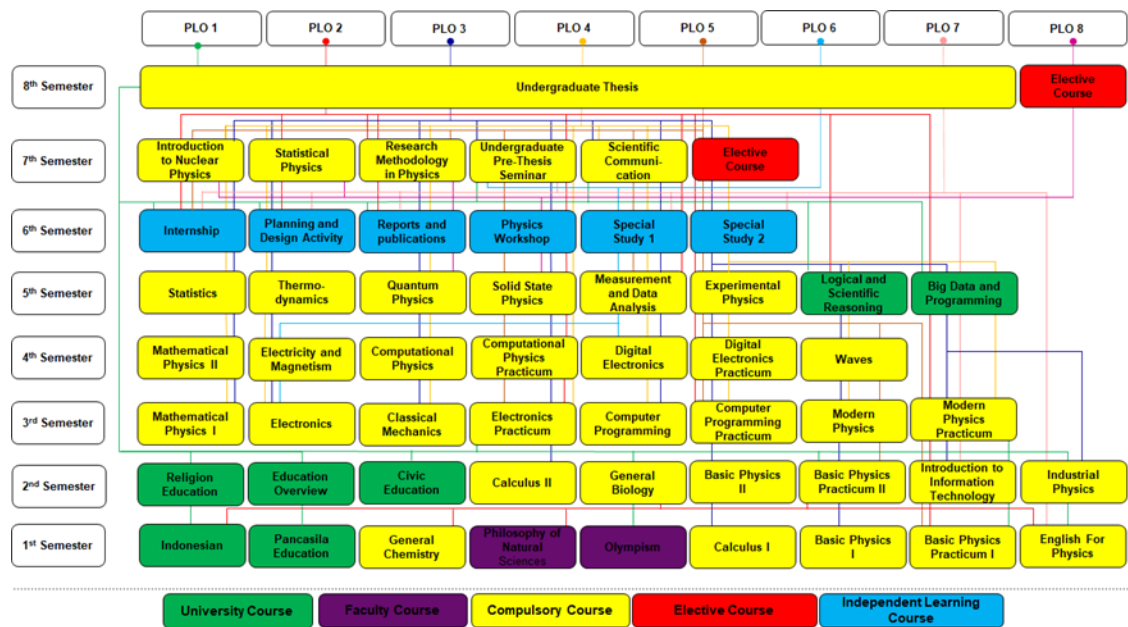 PLO 1
PLO 2
PLO 3
PLO 4
PLO 5
PLO 6
PLO 7
PLO 8
8th Semester
Undergraduate Thesis
Elective
Course
7th Semester
Introduction
to Nuclear
Physics
Statistical
Physics
Research
Methodology
in Physics
Undergraduate
Pre-Thesis
Seminar
Scientific
Communi-
cation
Elective
Course
6th Semester
Internship
Planning and
Design Activity
Reports and
publications
Physics
Workshop
Special
Study 1
Special
Study 2
5th Semester
Statistics
Thermo-
dynamics
Quantum
Physics
Solid State
Physics
Measurement
and Data
Analysis
Experimental
Physics
Logical and
Scientific
Reasoning
Big Data and
Programming
4th Semester
Mathematical
Physics II
Electricity and
Magnetism
Computational
Physics
Computational
Physics
Practicum
Digital
Electronics
Digital
Electronics
Practicum
Waves
3rd Semester
Mathematical
Physics I
Electronics
Classical
Mechanics
Electronics
Practicum
Computer
Programming
Computer
Programming
Practicum
Modern
Physics
Modern
Physics
Practicum
2nd Semester
Religion
Education
Education
Overview
Civic
Education
Calculus II
General
Biology
Basic Physics
II
Basic Physics
Practicum II
Introduction to
Information
Technology
Industrial
Physics
1st Semester
Indonesian
Pancasila
Education
General
Chemistry
Philosophy of
Natural
Sciences
Olympism
Calculus I
Basic Physics
I
Basic Physics
Practicum I
English For
Physics
University Course
Faculty Course
Compulsory Course
Elective Course
Independent Learning
Course